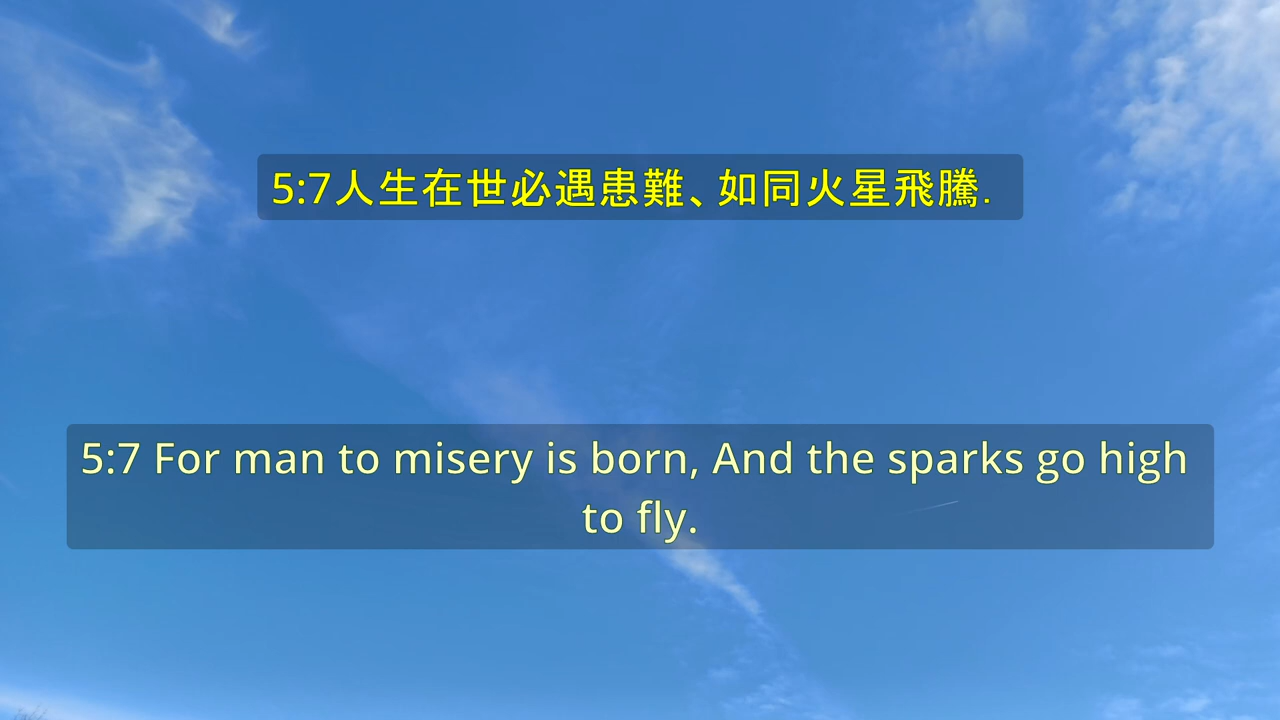 5:7人生在世必遇患難、如同火星飛騰.
5:7 For man to misery is born, And the sparks go high
to fly.